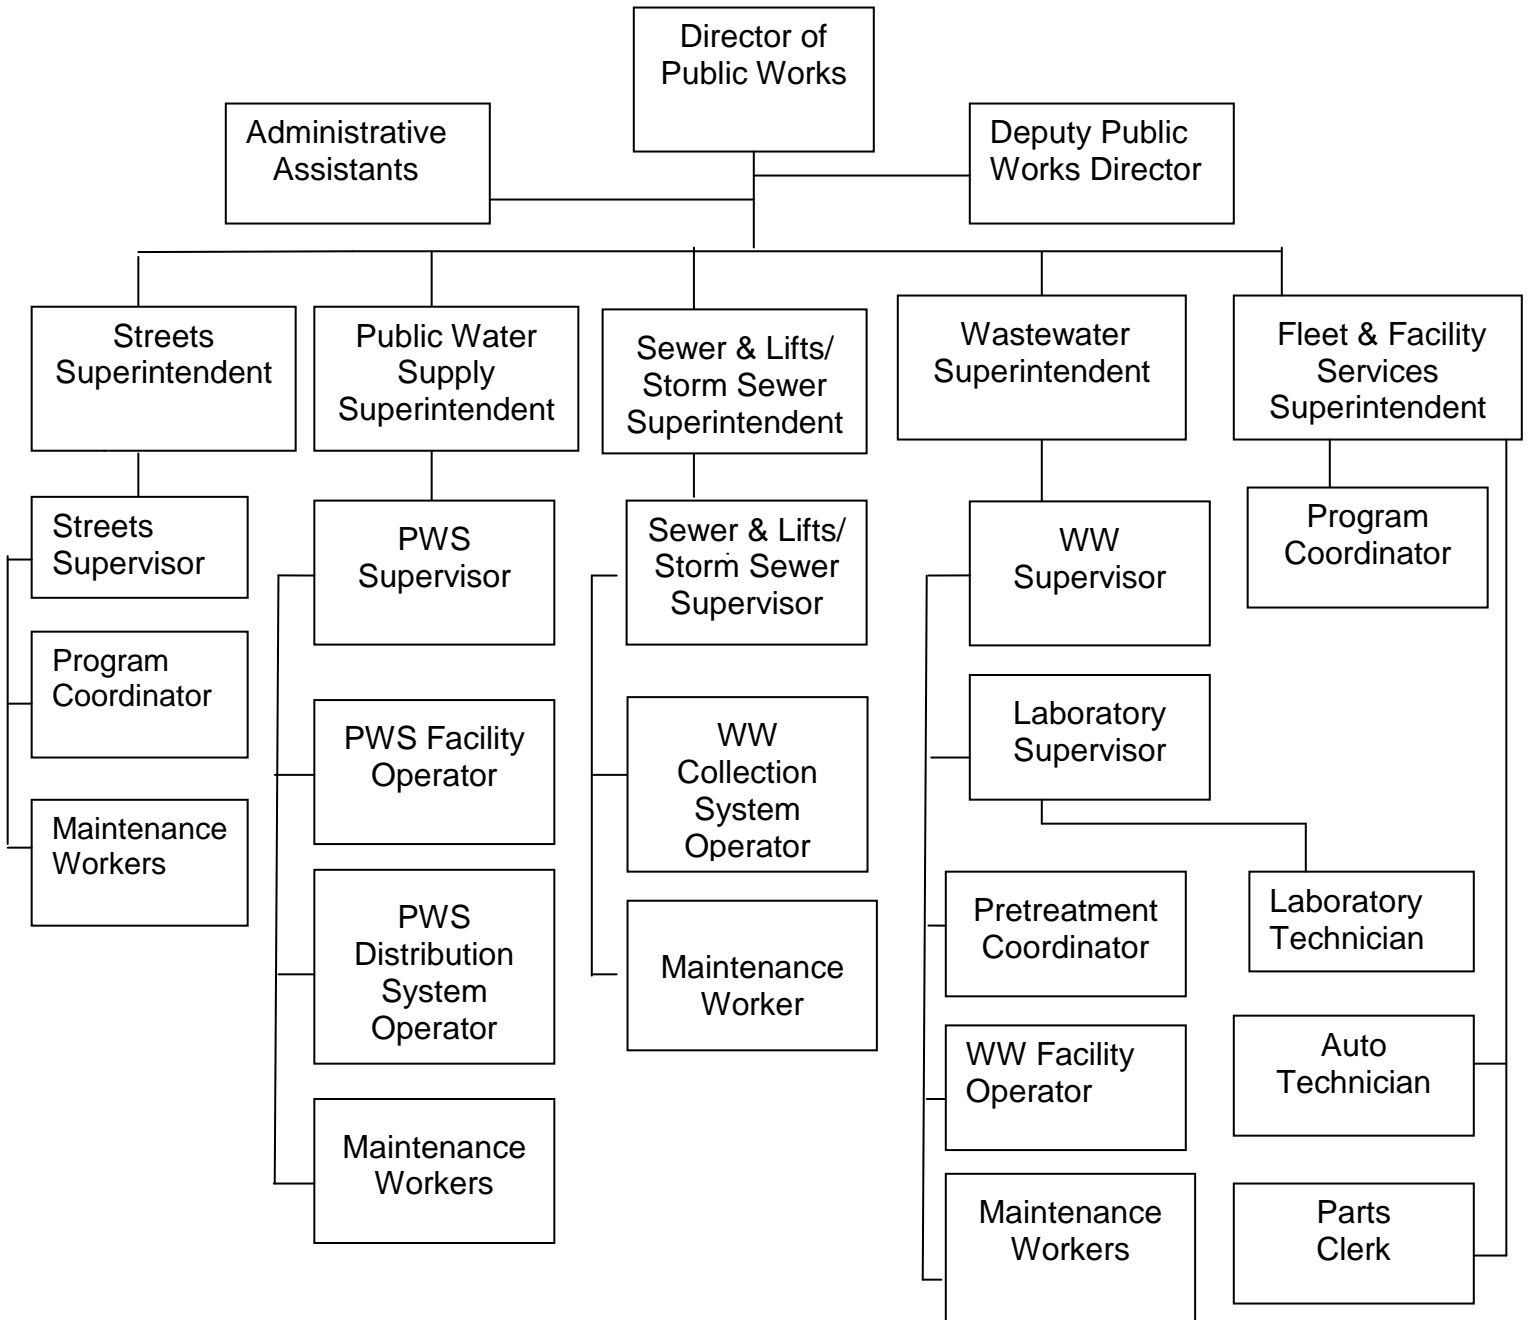 Director of
Public Works
Administrative
Assistants
Deputy Public
Works Director
Streets
Superintendent
Public Water
Supply
Superintendent
Sewer & Lifts/
Storm Sewer
Superintendent
Wastewater
Superintendent
Fleet & Facility
Services
Superintendent
Streets
Supervisor
PWS
Supervisor
Sewer & Lifts/
Storm Sewer
Supervisor
WW
Supervisor
Program
Coordinator
Program
Coordinator
PWS Facility
Operator
WW
Collection
System
Operator
Laboratory
Supervisor
Maintenance
Workers
PWS
Distribution
System
Operator
Maintenance
Worker
Pretreatment
Coordinator
Laboratory
Technician
WW Facility
Operator
Auto
Technician
Maintenance
Workers
Maintenance
Workers
Parts
Clerk